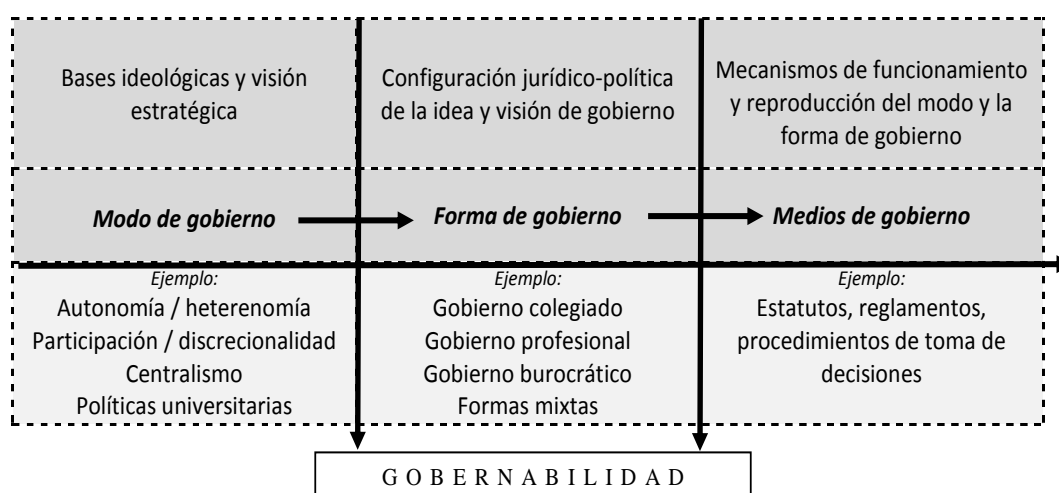 Bases ideológicas y visión
estratégica
Configuración jurídico-política
de la idea y visión de gobierno
Mecanismos de funcionamiento
y reproducción del modo y la
forma de gobierno
Modo de gobierno
Forma de gobierno
Medios de gobierno
Ejemplo:
Autonomía / heterenomía
Participación / discrecionalidad
Centralismo
Políticas universitarias
Ejemplo:
Gobierno colegiado
Gobierno profesional
Gobierno burocrático
Formas mixtas
Ejemplo:
Estatutos, reglamentos,
procedimientos de toma de
decisiones
GOBERNABILIDAD